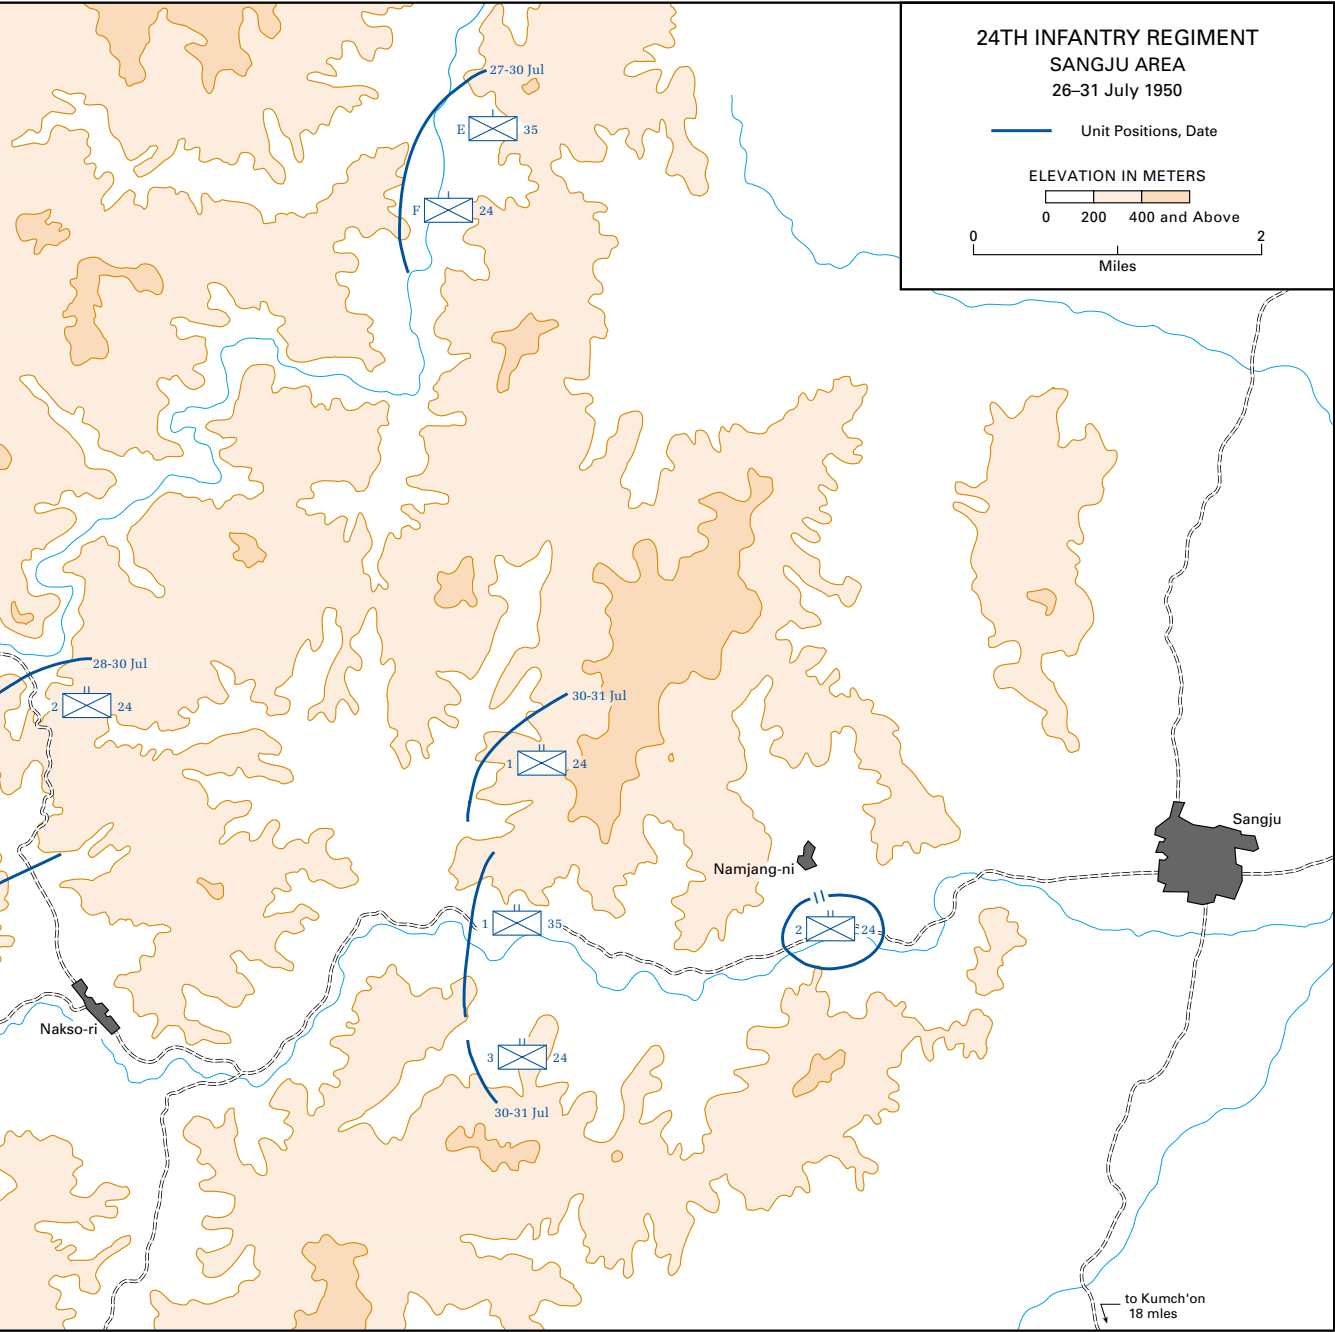 24TH INFANTRY REGIMENT
SANGJU AREA
26–31 July 1950
Unit Positions, Date
ELEVATION IN METERS
0 200 400 and Above
0 2
Miles
27-30 Jul
E 35
F 24
28-30 Jul
2 24
30-31 Jul
1 24
Sangju
Namjang-ni
1 35
2 24
Nakso-ri
3 24
30-31 Jul
to Kumch'on
18 mles